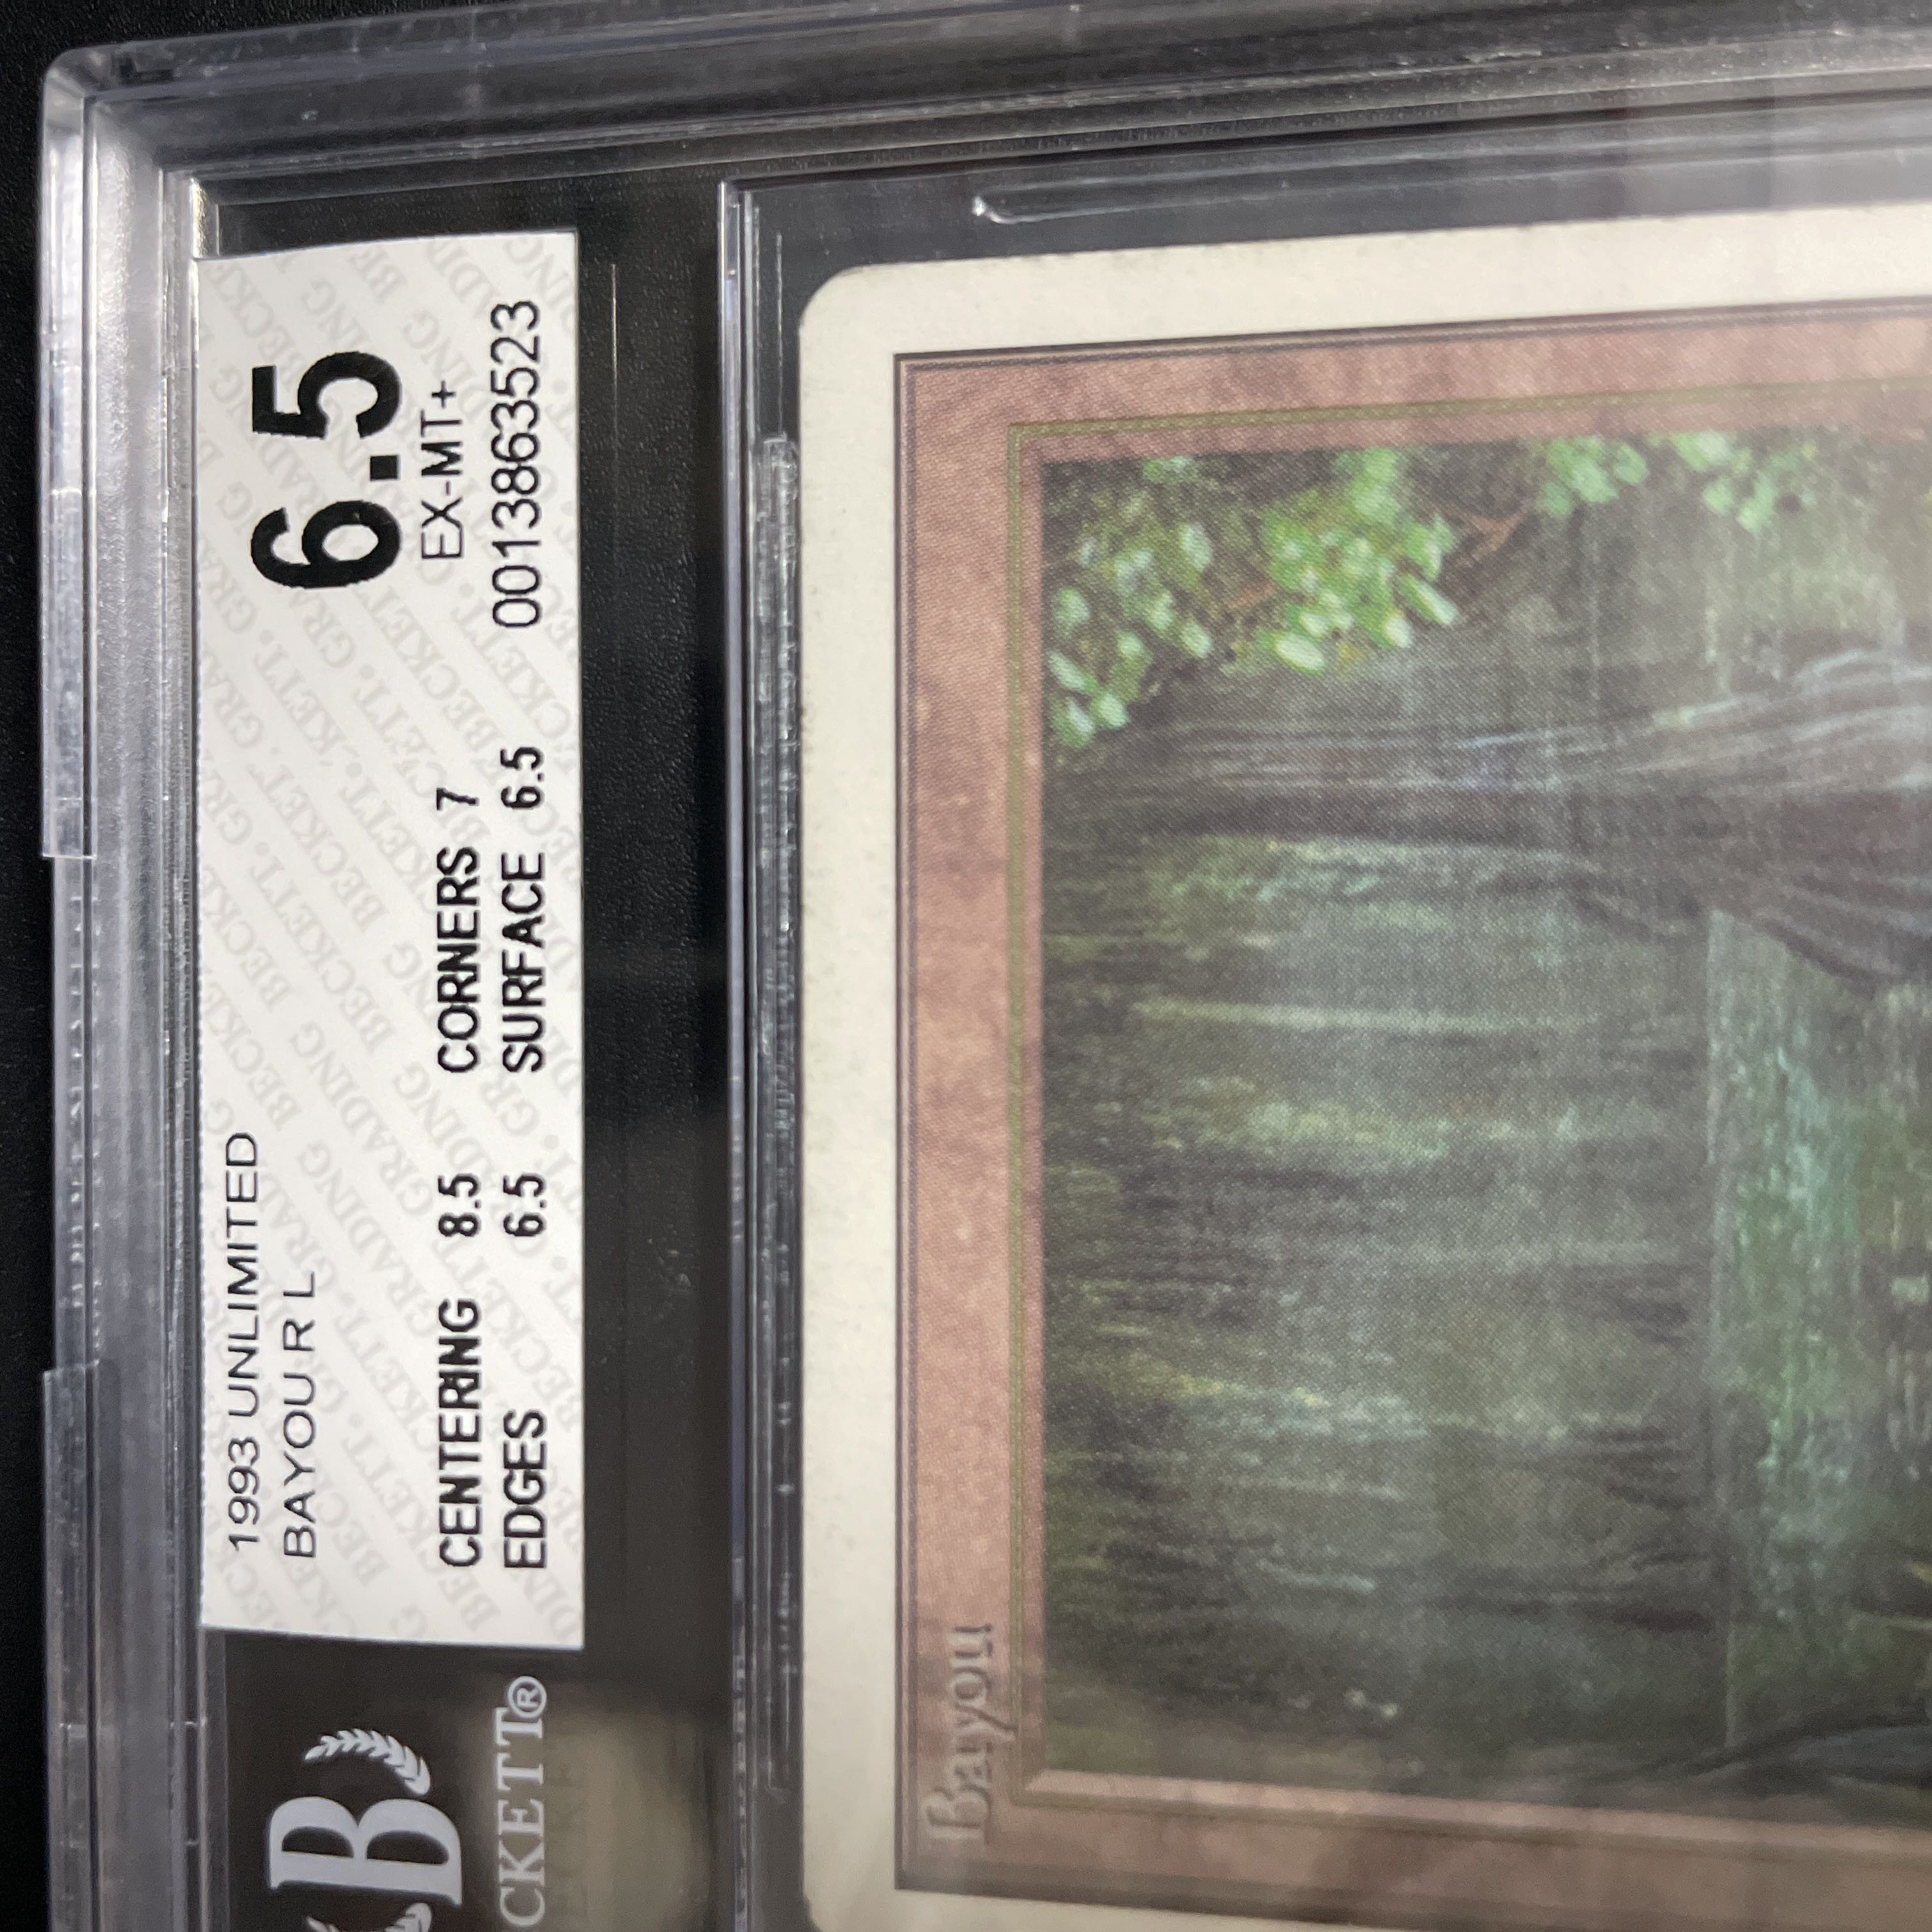 1993 UNLIMITED
BAYOU R L
6.5
EX-MT+
CENTERING 8.5 CORNERS 7
EDGES 6.5 SURFACE 6.5 0013863523
B
CKETT®
Bayou